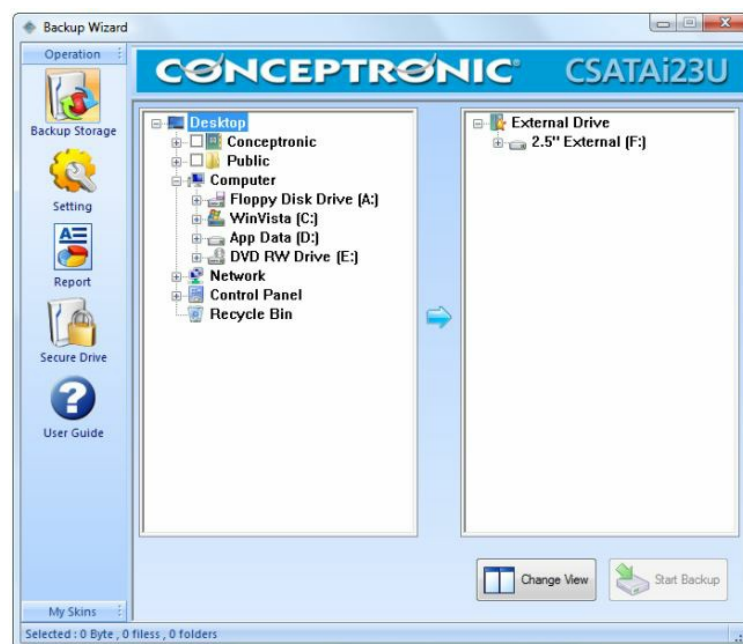 Backup Wizard
Operation
Backup Storage
Setting
Report
Secure Drive
User Guide
My Skins
CONCEPTRONIC CSATAi23U
Desktop
Conceptronic
Public
Computer
Floppy Disk Drive (A:)
WinVista (C:)
App Data (D:)
DVD RW Drive (E:)
Network
Control Panel
Recycle Bin
External Drive
2.5" External (F:)
Change View
Start Backup
Selected : 0 Byte , 0 filess , 0 folders